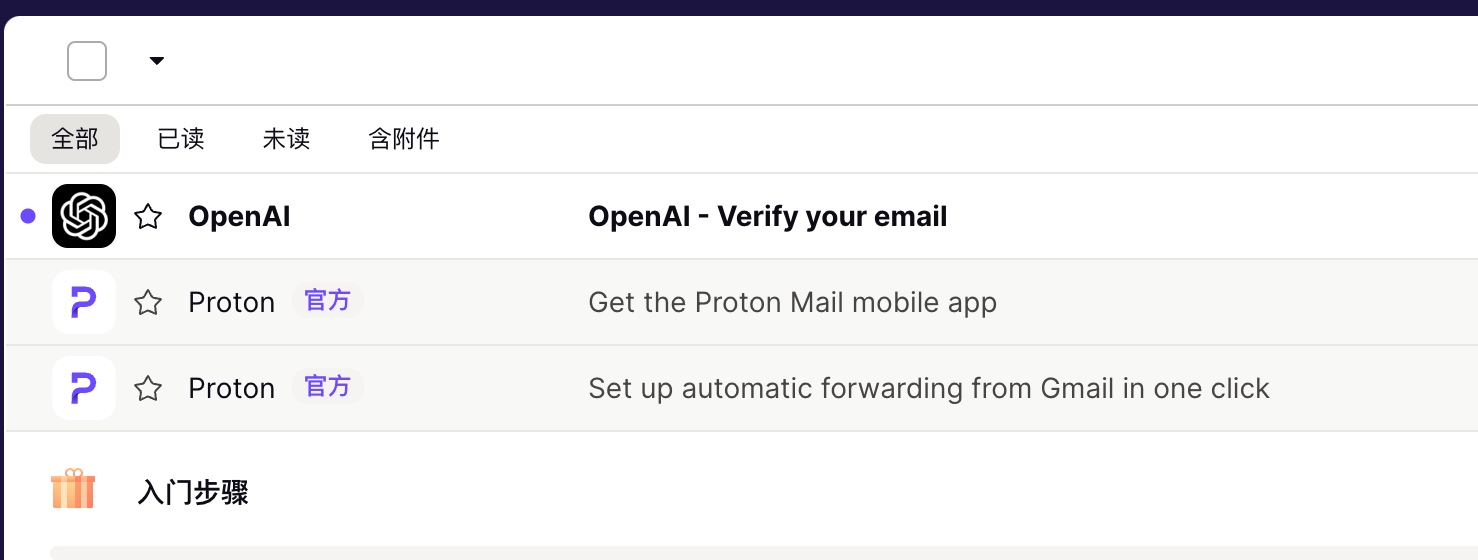 全部 已读 未读 含附件
OpenAI OpenAI - Verify your email
Proton 官方 Get the Proton Mail mobile app
Proton 官方 Set up automatic forwarding from Gmail in one click
入门步骤